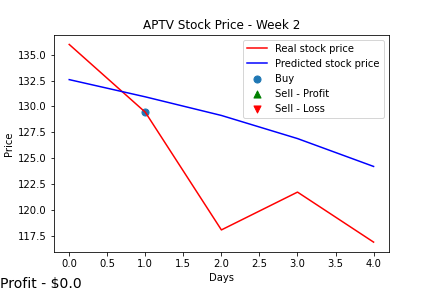 APTV Stock Price - Week 2
Real stock price
Predicted stock price
Buy
Sell - Profit
Sell - Loss
Price
135.0
132.5
130.0
127.5
125.0
122.5
120.0
117.5
0.0 0.5 1.0 1.5 2.0 2.5 3.0 3.5 4.0
Days
Profit - $0.0